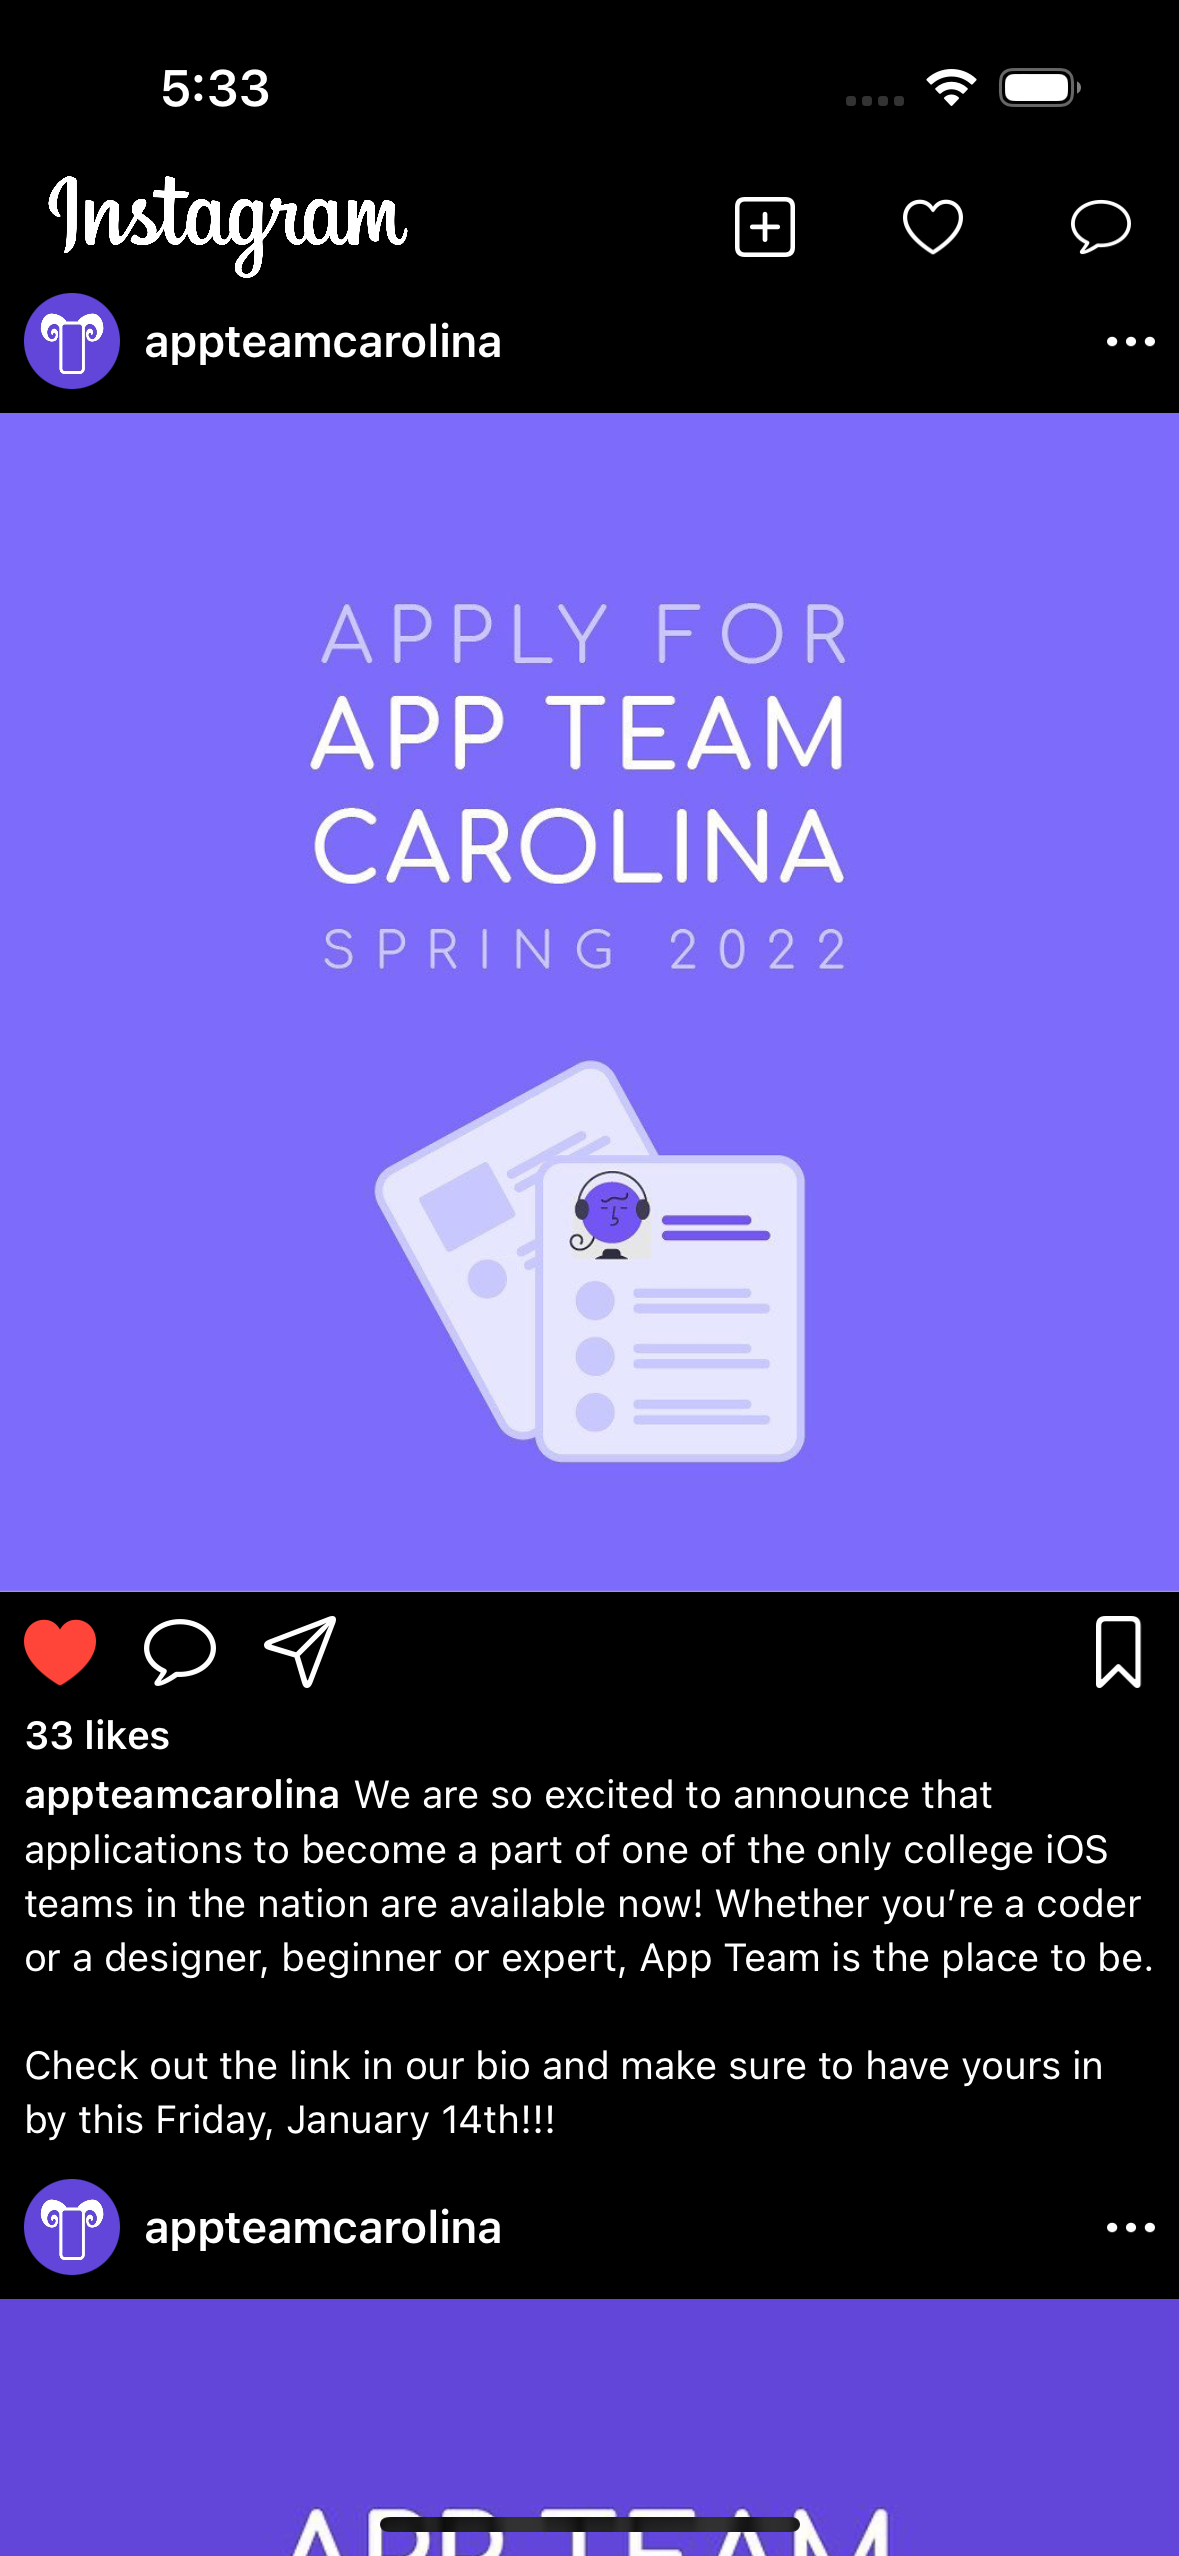 5:33
Instagram
appteamcarolina
APPLY FOR
APP TEAM
CAROLINA
SPRING 2022
33 likes
appteamcarolina We are so excited to announce that
applications to become a part of one of the only college iOS
teams in the nation are available now! Whether you’re a coder
or a designer, beginner or expert, App Team is the place to be.
Check out the link in our bio and make sure to have yours in
by this Friday, January 14th!!!
appteamcarolina
APP TEAM